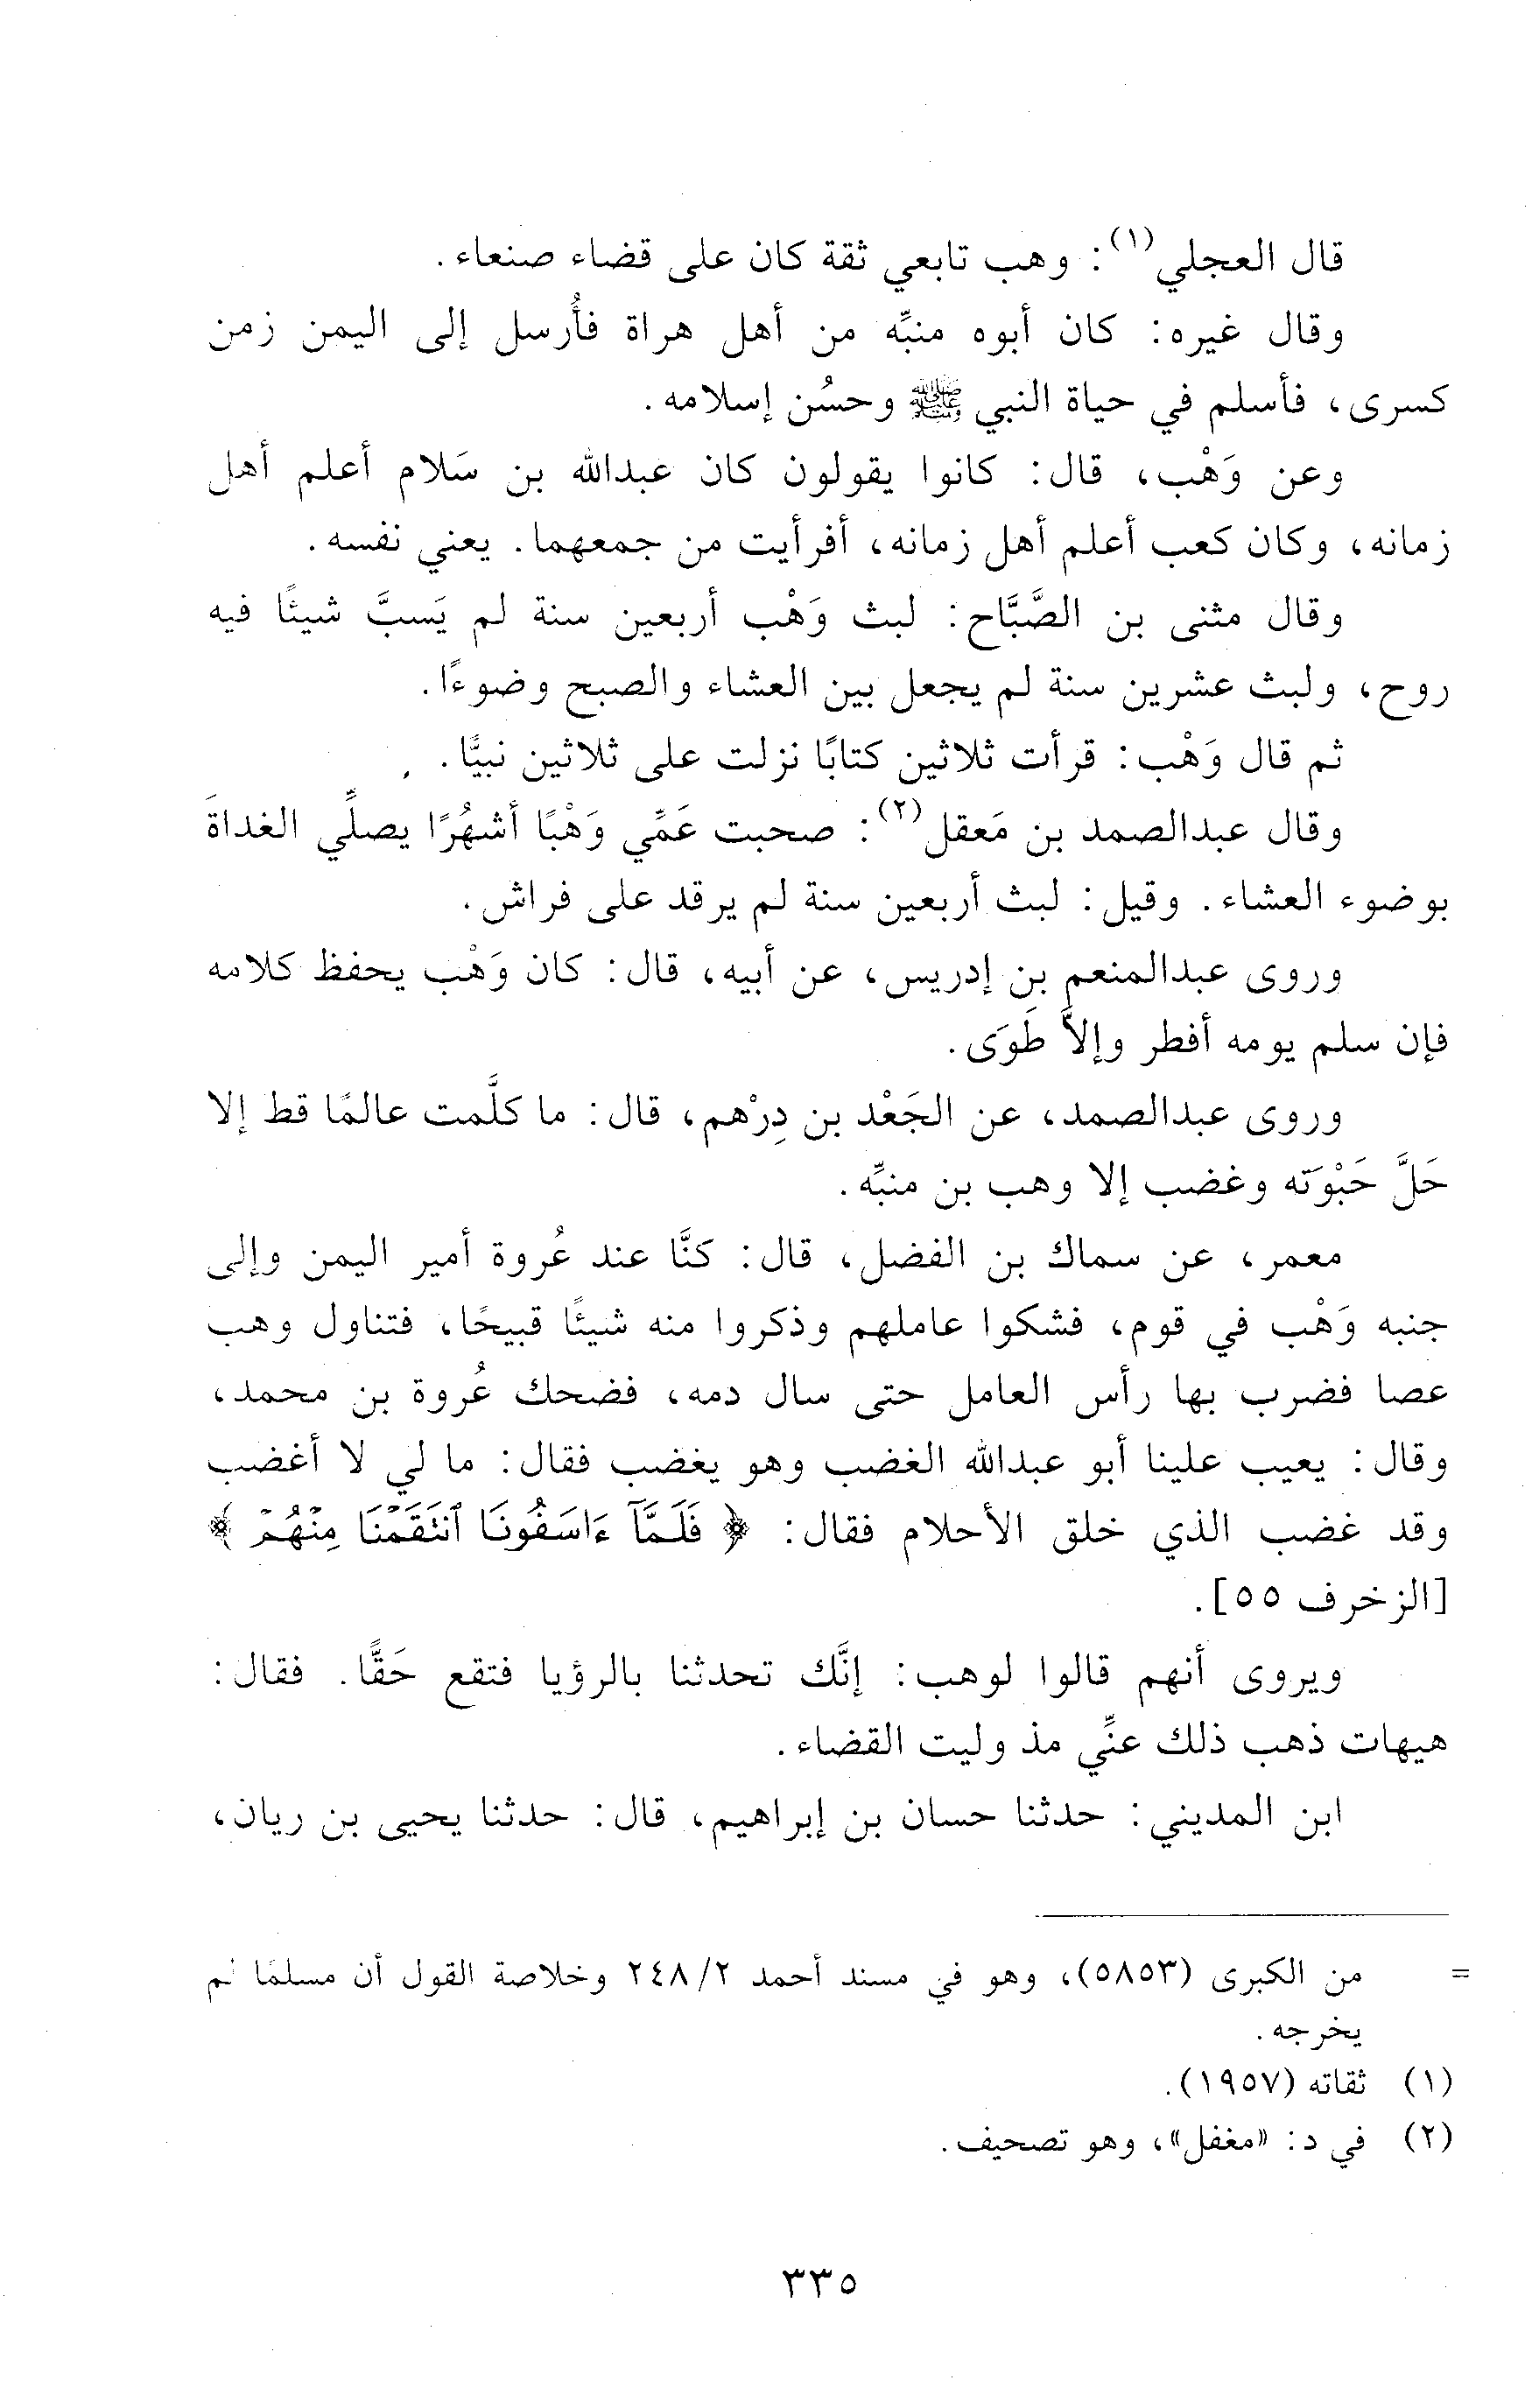 قال العجلي(١): وهب تابعي ثقة كان على قضاء صنعاء.
وقال غيره: كان أبوه منبِّه من أهل هراة فأُرسل إلى اليمن زمن
كسرى، فأسلم في حياة النبي ﷺ وحسُن إسلامه.
وعن وَهْب، قال: كانوا يقولون كان عبدالله بن سَلام أعلم أهل
زمانه، وكان كعب أعلم أهل زمانه، أفرأيت من جمعهما. يعني نفسه.
وقال مثنى بن الصَّبَّاح: لبث وَهْب أربعين سنة لم يَسبَّ شيئًا فيه
روح، ولبث عشرين سنة لم يجعل بين العشاء والصبح وضوءًا.
ثم قال وَهْب: قرأت ثلاثين كتابًا نزلت على ثلاثين نبيًّا.
وقال عبدالصمد بن مَعقل(٢): صحبت عَمِّي وَهْبًا أشهُرًا يصلِّي الغداةَ
بوضوء العشاء. وقيل: لبث أربعين سنة لم يرقد على فراش.
وروى عبدالمنعم بن إدريس، عن أبيه، قال: كان وَهْب يحفظ كلامه
فإن سلم يومه أفطر وإلاَّ طَوَى.
وروى عبدالصمد، عن الجَعْد بن دِرْهم، قال: ما كلَّمت عالمًا قط إلا
حَلَّ حَبْوَته وغضب إلا وهب بن منبِّه.
معمر، عن سماك بن الفضل، قال: كنَّا عند عُروة أمير اليمن وإلى
جنبه وَهْب في قوم، فشكوا عاملهم وذكروا منه شيئًا قبيحًا، فتناول وهب
عصا فضرب بها رأس العامل حتى سال دمه، فضحك عُروة بن محمد،
وقال: يعيب علينا أبو عبدالله الغضب وهو يغضب فقال: ما لي لا أغضب
وقد غضب الذي خلق الأحلام فقال: ﴿ فَلَمَّآ ءَاسَفُونَا ٱنتَقَمۡنَا مِنۡهُمۡ ﴾
[الزخرف ٥٥].
ويروى أنهم قالوا لوهب: إنَّك تحدثنا بالرؤيا فتقع حَقًّا. فقال:
هيهات ذهب ذلك عنِّي مذ وليت القضاء.
ابن المديني: حدثنا حسان بن إبراهيم، قال: حدثنا يحيى بن ريان،
= من الكبرى (٥٨٥٣)، وهو في مسند أحمد ٢/ ٢٤٨ وخلاصة القول أن مسلمًا لم
يخرجه.
(١) ثقاته (١٩٥٧).
(٢) في د: «مغفل»، وهو تصحيف.
٣٣٥